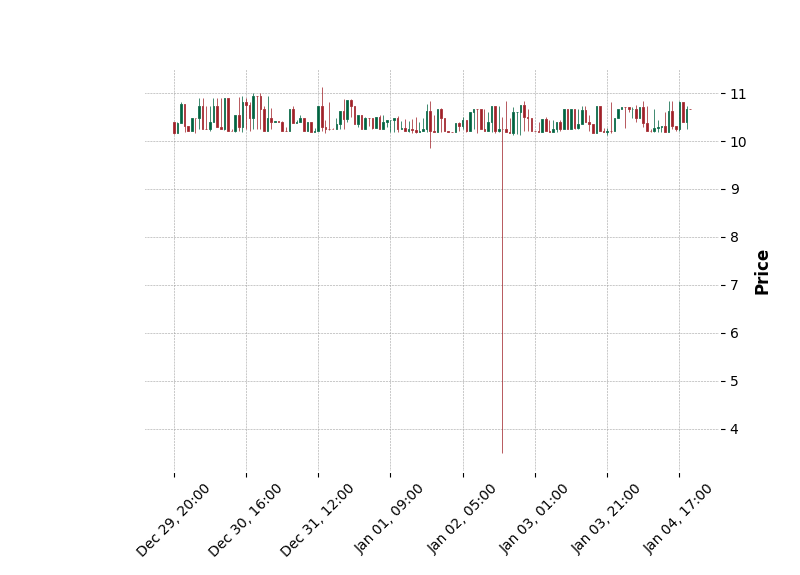 11
10
9
8
7
6
5
4
Price
Dec 29, 20:00
Dec 30, 16:00
Dec 31, 12:00
Jan 01, 09:00
Jan 02, 05:00
Jan 03, 01:00
Jan 03, 21:00
Jan 04, 17:00